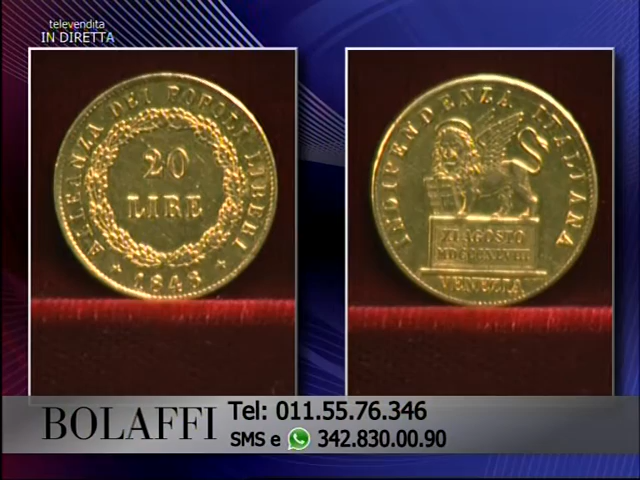 televendita
IN DIRETTA
ALLEANZA DEI POPOLI LIBERI
20
LIRE
* 1848 *
INDIPENDENZA ITALIANA
XI AGOSTO
MDCCCXLVIII
VENEZIA
BOLAFFI
Tel: 011.55.76.346
SMS e 342.830.00.90